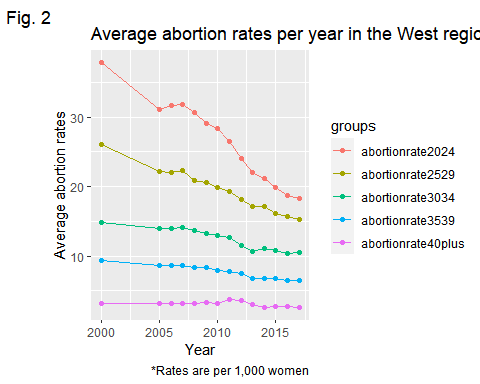 Fig. 2
Average abortion rates per year in the West regio
Average abortion rates
30
20
10
2000 2005 2010 2015
Year
*Rates are per 1,000 women
groups
abortionrate2024
abortionrate2529
abortionrate3034
abortionrate3539
abortionrate40plus